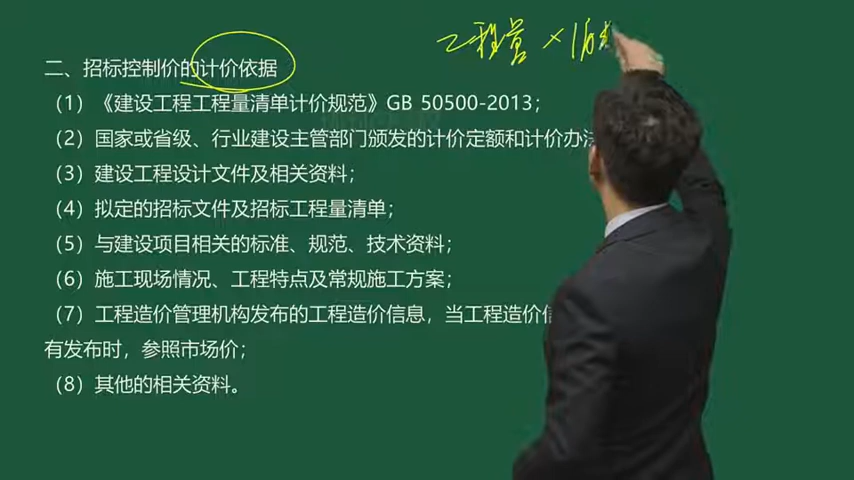 工程量 ×
二、招标控制价的计价依据
（1）《建设工程工程量清单计价规范》GB 50500-2013；
（2）国家或省级、行业建设主管部门颁发的计价定额和计价办
（3）建设工程设计文件及相关资料；
（4）拟定的招标文件及招标工程量清单；
（5）与建设项目相关的标准、规范、技术资料；
（6）施工现场情况、工程特点及常规施工方案；
（7）工程造价管理机构发布的工程造价信息，当工程造价
有发布时，参照市场价；
（8）其他的相关资料。